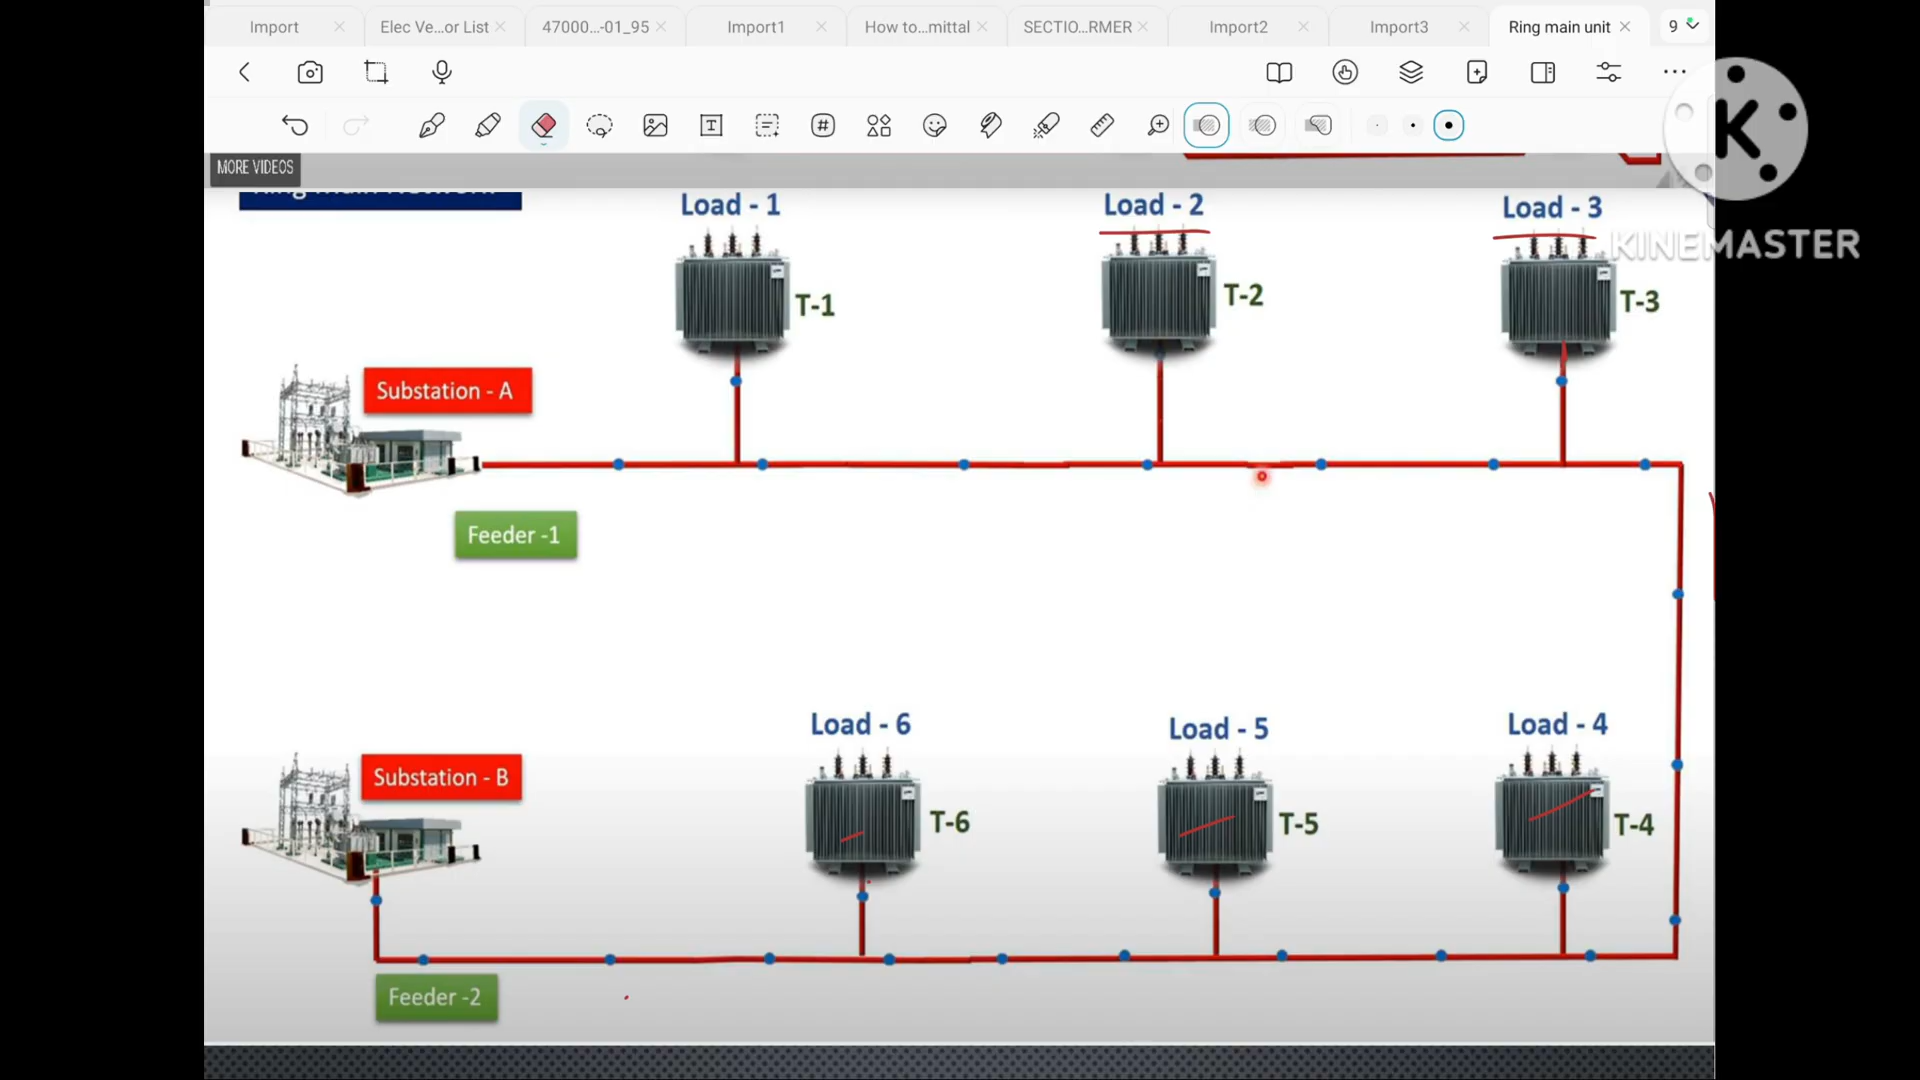 Import
Elec Ve...or List
47000...-01_95
Import1
How to...mittal
SECTIO...RMER
Import2
Import3
Ring main unit
9
MORE VIDEOS
K
KINEMASTER
Load - 1
Load - 2
Load - 3
T-1
T-2
T-3
Substation - A
Feeder -1
Load - 6
Load - 5
Load - 4
Substation - B
T-6
T-5
T-4
Feeder -2